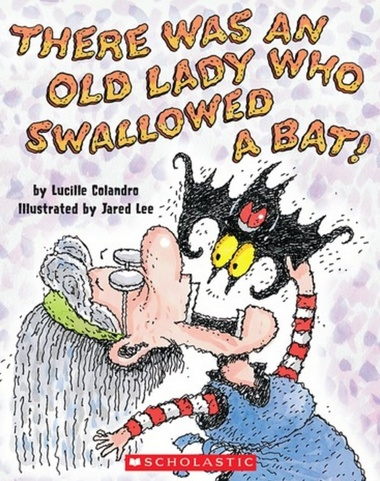 THERE WAS AN
OLD LADY WHO
SWALLOWED
A BAT!
by Lucille Colandro
Illustrated by Jared Lee
SCHOLASTIC